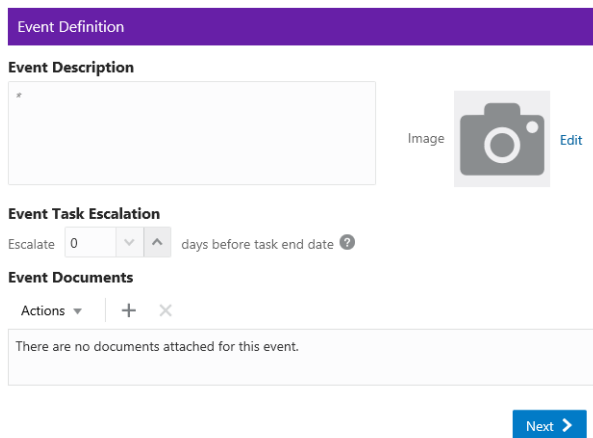 Event Definition
Event Description
*
Image
Edit
Event Task Escalation
Escalate 0 days before task end date ?
Event Documents
Actions
There are no documents attached for this event.
Next